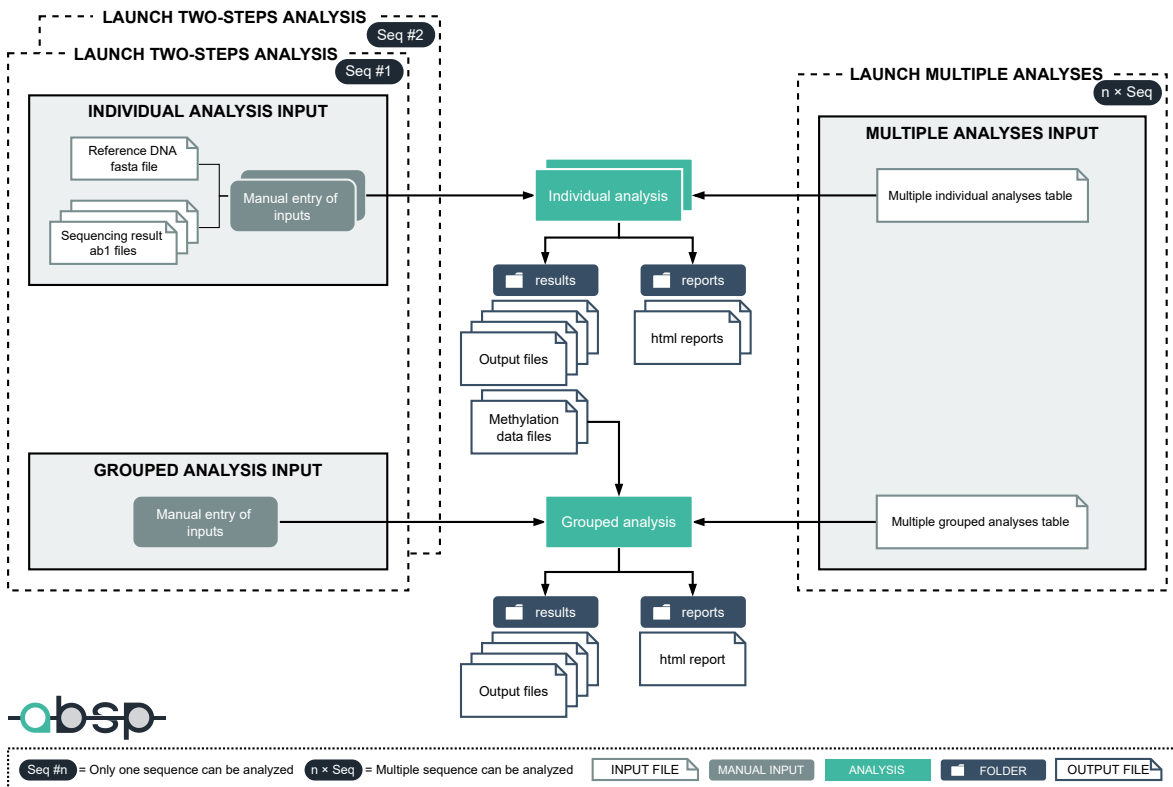 LAUNCH TWO-STEPS ANALYSIS
Seq #2
LAUNCH TWO-STEPS ANALYSIS
Seq #1
INDIVIDUAL ANALYSIS INPUT
Reference DNA
fasta file
Sequencing result
ab1 files
Manual entry of
inputs
GROUPED ANALYSIS INPUT
Manual entry of
inputs
Individual analysis
results
reports
Output files
html reports
Methylation
data files
Grouped analysis
results
reports
Output files
html report
LAUNCH MULTIPLE ANALYSES
n × Seq
MULTIPLE ANALYSES INPUT
Multiple individual analyses table
Multiple grouped analyses table
absp
Seq #n = Only one sequence can be analyzed n × Seq = Multiple sequence can be analyzed INPUT FILE MANUAL INPUT ANALYSIS FOLDER OUTPUT FILE